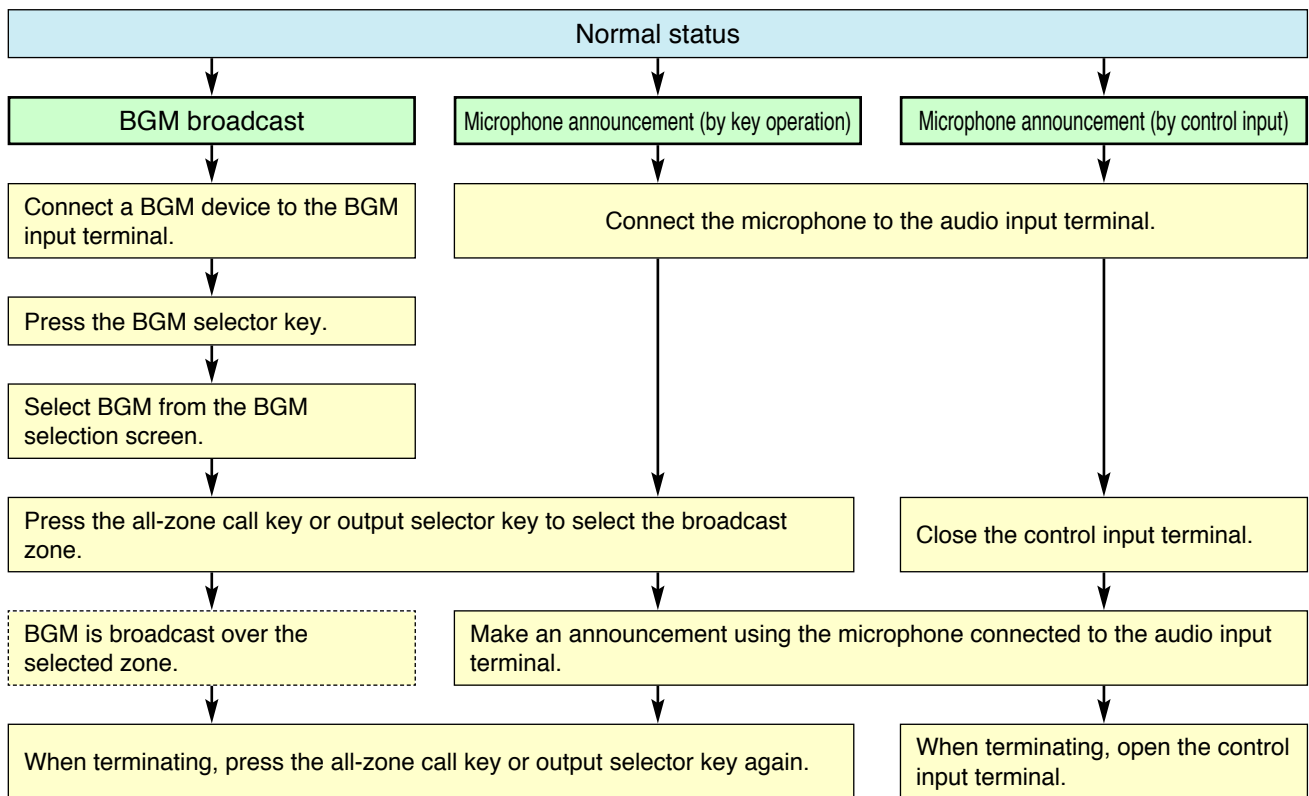 Normal status
BGM broadcast
Microphone announcement (by key operation)
Microphone announcement (by control input)
Connect a BGM device to the BGM
input terminal.
Connect the microphone to the audio input terminal.
Press the BGM selector key.
Select BGM from the BGM
selection screen.
Press the all-zone call key or output selector key to select the broadcast
zone.
Close the control input terminal.
BGM is broadcast over the
selected zone.
Make an announcement using the microphone connected to the audio input
terminal.
When terminating, press the all-zone call key or output selector key again.
When terminating, open the control
input terminal.